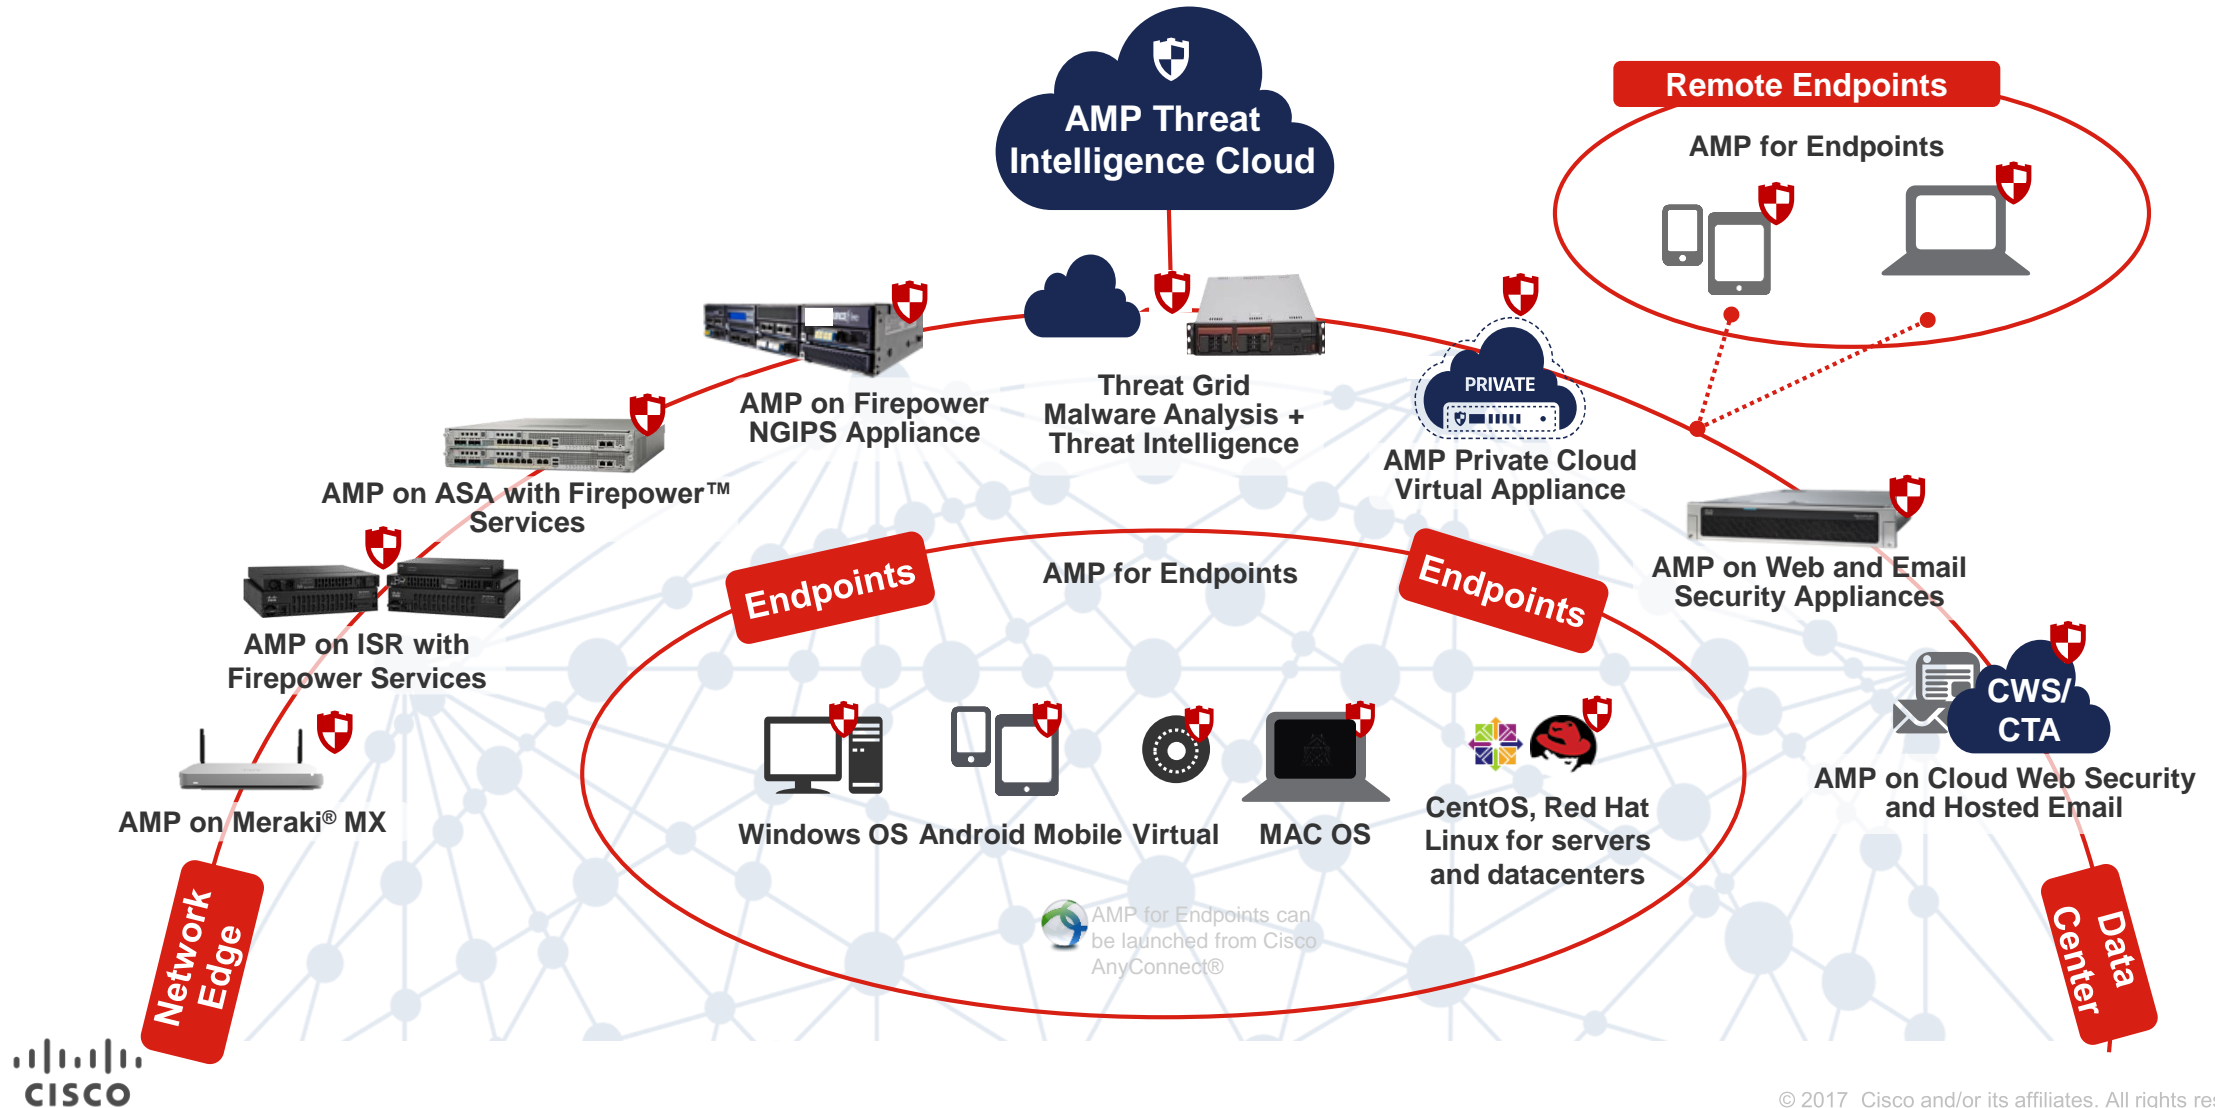 AMP Threat
Intelligence Cloud
Remote Endpoints
AMP for Endpoints
PRIVATE
AMP on Firepower
NGIPS Appliance
Threat Grid
Malware Analysis +
Threat Intelligence
AMP Private Cloud
Virtual Appliance
AMP on ASA with Firepower™
Services
AMP on Web and Email
Security Appliances
Endpoints
AMP for Endpoints
Endpoints
AMP on ISR with
Firepower Services
CWS/
CTA
AMP on Meraki® MX
AMP on Cloud Web Security
and Hosted Email
Windows OS
Android Mobile
Virtual
MAC OS
CentOS, Red Hat
Linux for servers
and datacenters
AMP for Endpoints can
be launched from Cisco
AnyConnect®
Network
Edge
Data
Center
CISCO
© 2017 Cisco and/or its affiliates. All rights res